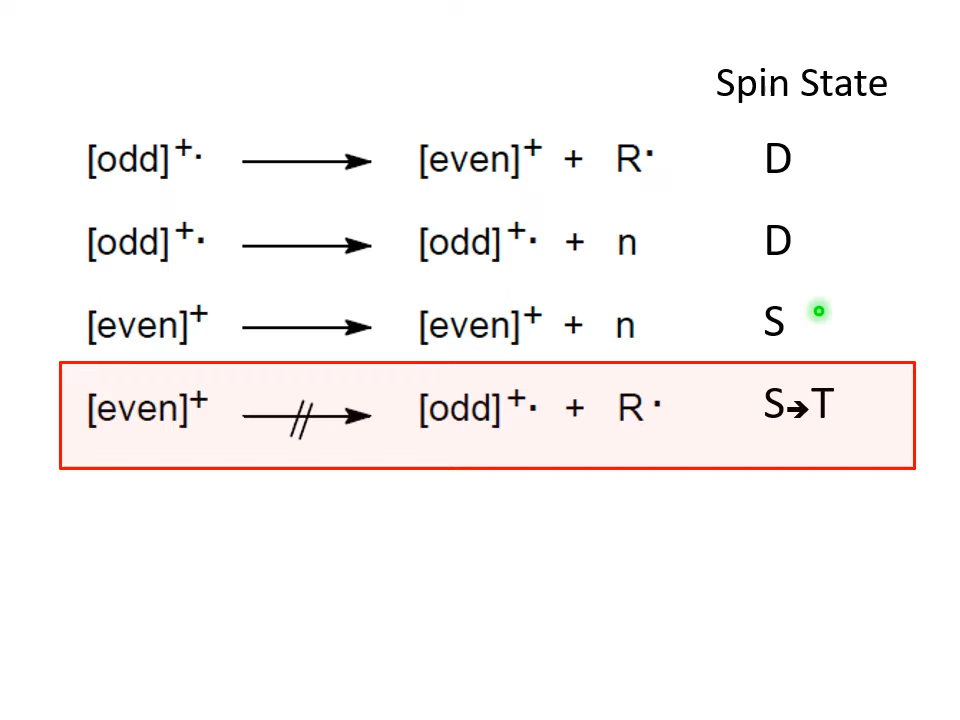 Spin State
[odd]⁺· ⟶ [even]⁺ + R· D
[odd]⁺· ⟶ [odd]⁺· + n D
[even]⁺ ⟶ [even]⁺ + n S
[even]⁺ ⟶ [odd]⁺· + R· S➔T